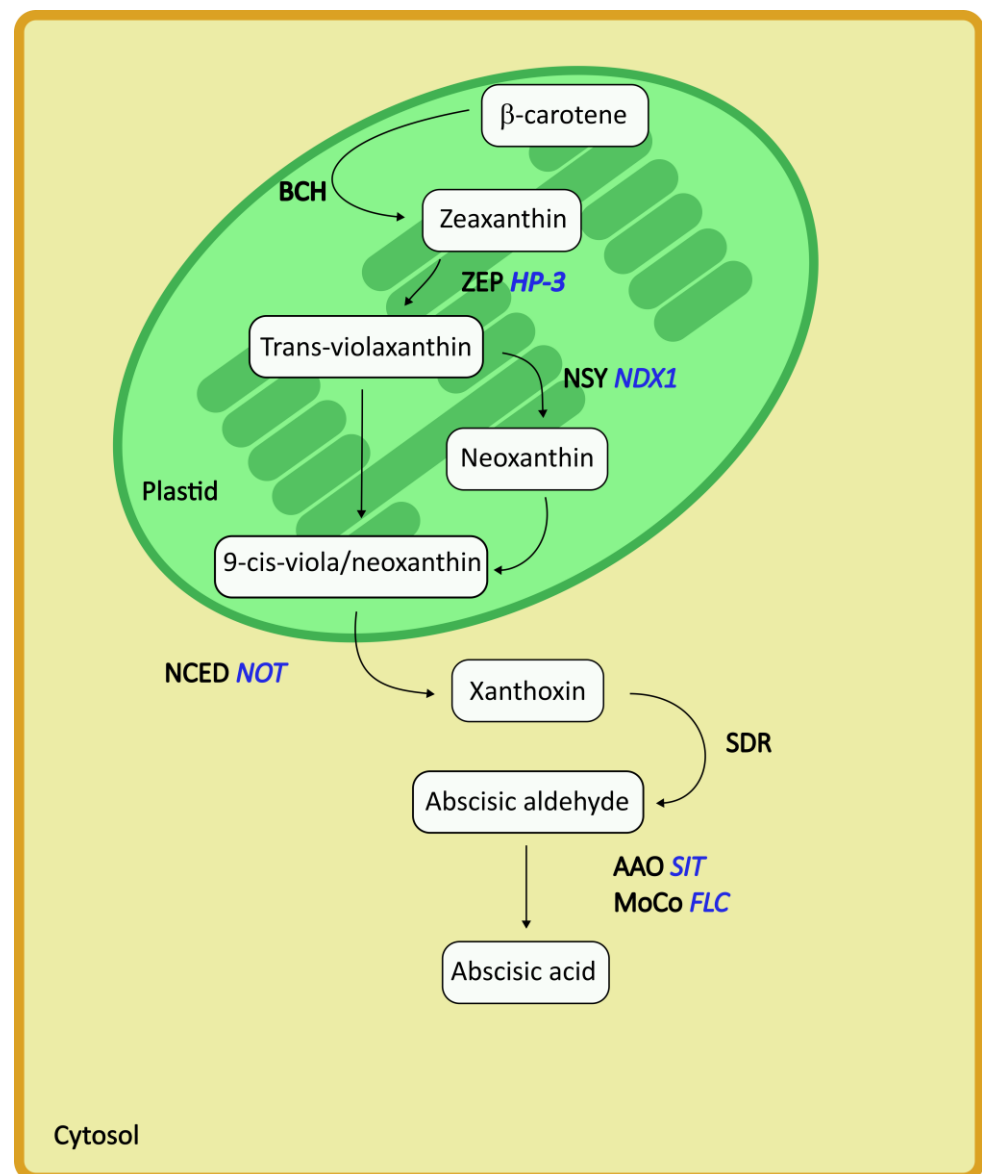 β-carotene
BCH
Zeaxanthin
ZEP HP-3
Trans-violaxanthin
NSY NDX1
Neoxanthin
Plastid
9-cis-viola/neoxanthin
NCED NOT
Xanthoxin
SDR
Abscisic aldehyde
AAO SIT
MoCo FLC
Abscisic acid
Cytosol